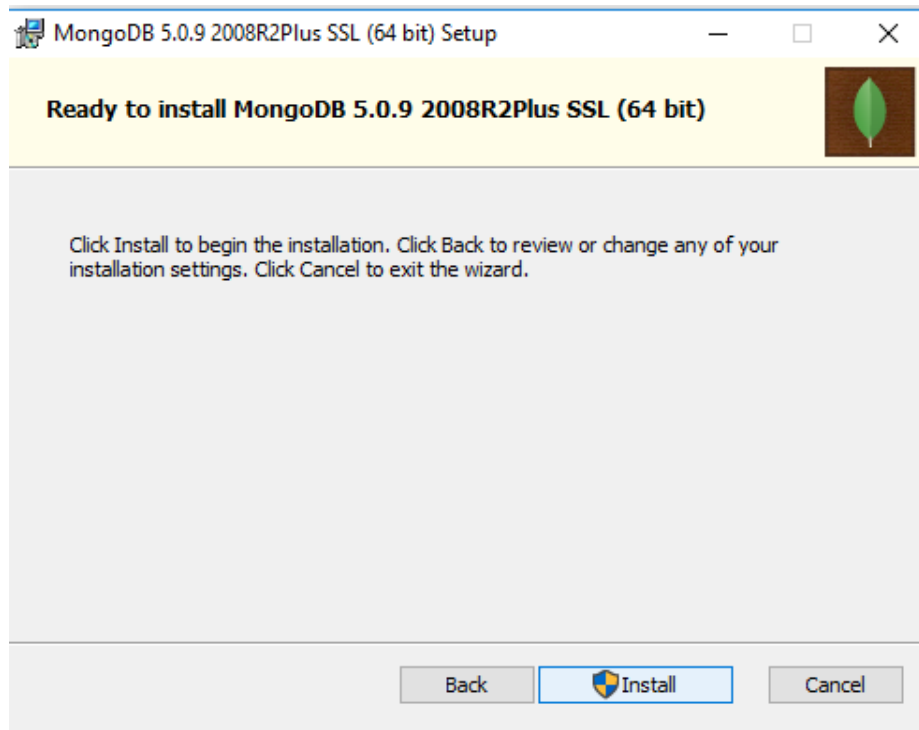 MongoDB 5.0.9 2008R2Plus SSL (64 bit) Setup
Ready to install MongoDB 5.0.9 2008R2Plus SSL (64 bit)
Click Install to begin the installation. Click Back to review or change any of your
installation settings. Click Cancel to exit the wizard.
Back Install Cancel